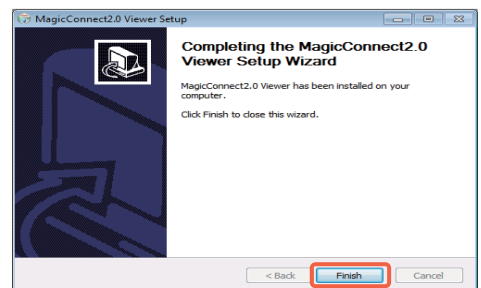 MagicConnect2.0 Viewer Setup
Completing the MagicConnect2.0
Viewer Setup Wizard
MagicConnect2.0 Viewer has been installed on your
computer.
Click Finish to close this wizard.
< Back
Finish
Cancel